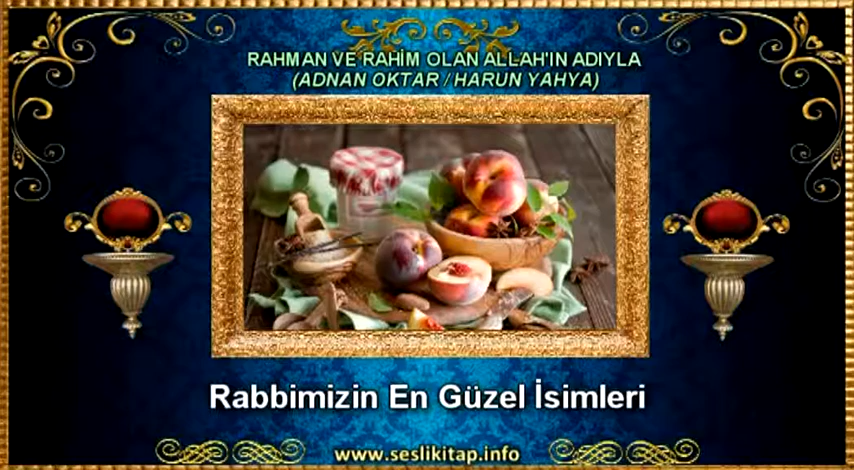 RAHMAN VE RAHİM OLAN ALLAH'IN ADIYLA
(ADNAN OKTAR / HARUN YAHYA)
Rabbimizin En Güzel İsimleri
www.seslikitap.info